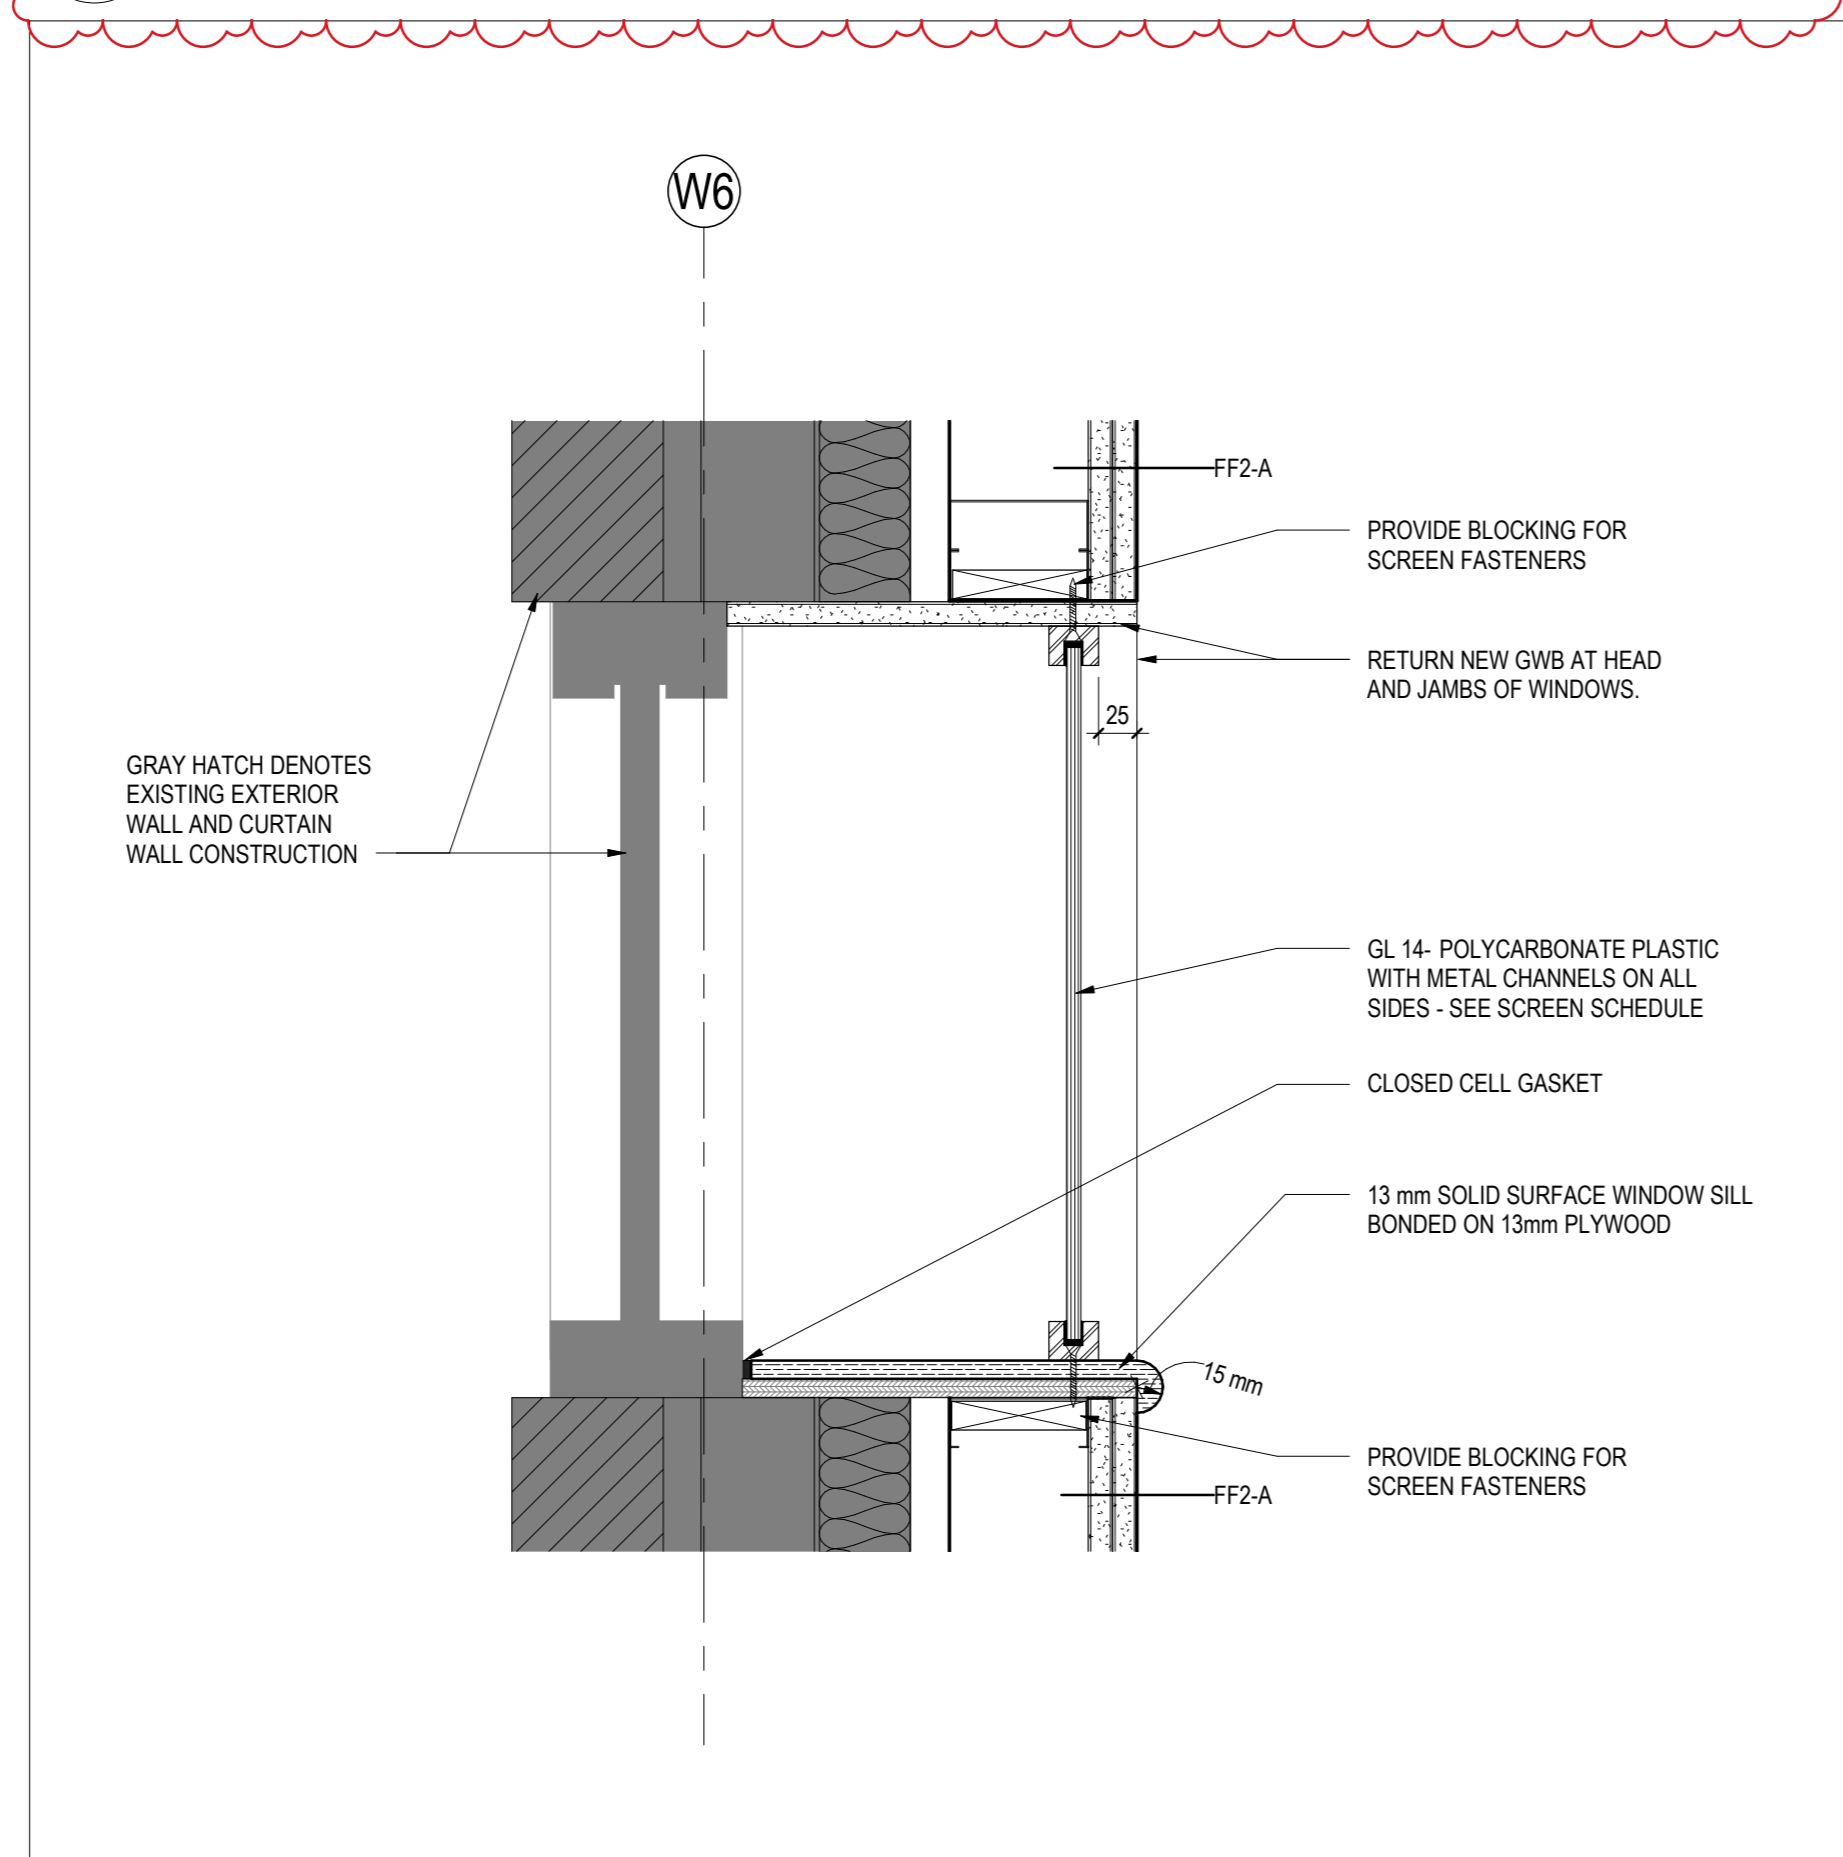 W6
FF2-A
PROVIDE BLOCKING FOR
SCREEN FASTENERS
RETURN NEW GWB AT HEAD
AND JAMBS OF WINDOWS.
25
GRAY HATCH DENOTES
EXISTING EXTERIOR
WALL AND CURTAIN
WALL CONSTRUCTION
GL 14- POLYCARBONATE PLASTIC
WITH METAL CHANNELS ON ALL
SIDES - SEE SCREEN SCHEDULE
CLOSED CELL GASKET
13 mm SOLID SURFACE WINDOW SILL
BONDED ON 13mm PLYWOOD
15 mm
PROVIDE BLOCKING FOR
SCREEN FASTENERS
FF2-A